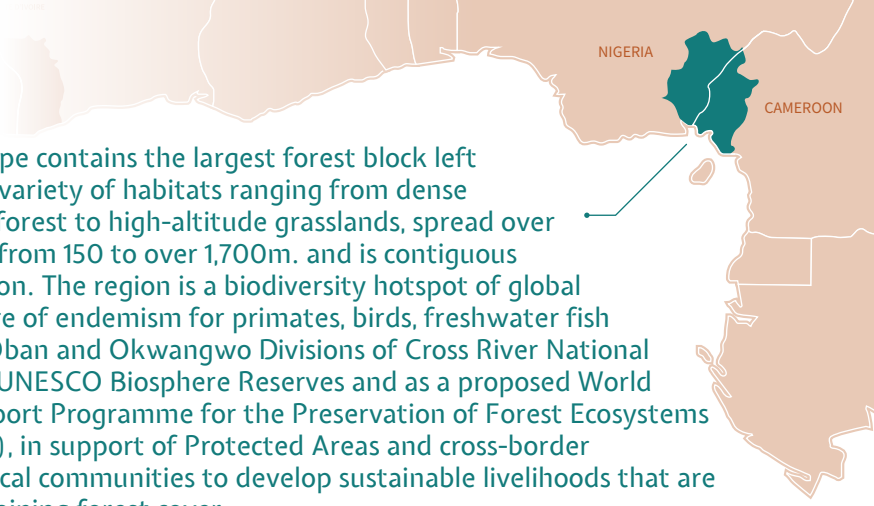 NIGERIA
CAMEROON
pe contains the largest forest block left
variety of habitats ranging from dense
forest to high-altitude grasslands, spread over
from 150 to over 1,700m. and is contiguous
on. The region is a biodiversity hotspot of global
e of endemism for primates, birds, freshwater fish
Oban and Okwangwo Divisions of Cross River National
UNESCO Biosphere Reserves and as a proposed World
port Programme for the Preservation of Forest Ecosystems
), in support of Protected Areas and cross-border
cal communities to develop sustainable livelihoods that are
aining forest cover